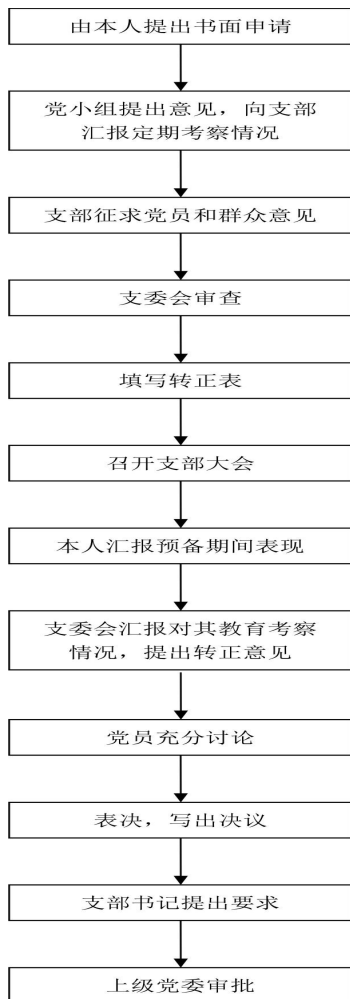 由本人提出书面申请
党小组提出意见，向支部
汇报定期考察情况
支部征求党员和群众意见
支委会审查
填写转正表
召开支部大会
本人汇报预备期间表现
支委会汇报对其教育考察
情况，提出转正意见
党员充分讨论
表决，写出决议
支部书记提出要求
上级党委审批